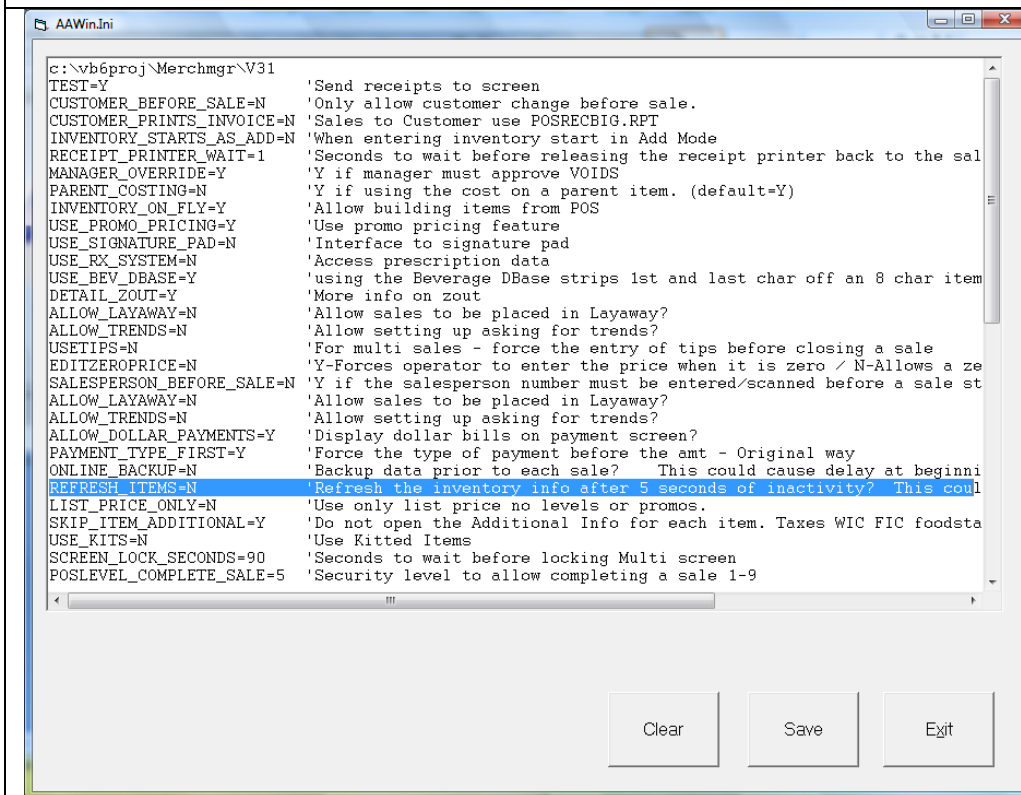 AAWin.Ini
c:\vb6proj\Merchmgr\V31
TEST=Y 'Send receipts to screen
CUSTOMER_BEFORE_SALE=N 'Only allow customer change before sale.
CUSTOMER_PRINTS_INVOICE=N 'Sales to Customer use POSRECBIG.RPT
INVENTORY_STARTS_AS_ADD=N 'When entering inventory start in Add Mode
RECEIPT_PRINTER_WAIT=1 'Seconds to wait before releasing the receipt printer back to the sal
MANAGER_OVERRIDE=Y 'Y if manager must approve VOIDS
PARENT_COSTING=N 'Y if using the cost on a parent item. (default=Y)
INVENTORY_ON_FLY=Y 'Allow building items from POS
USE_PROMO_PRICING=Y 'Use promo pricing feature
USE_SIGNATURE_PAD=N 'Interface to signature pad
USE_RX_SYSTEM=N 'Access prescription data
USE_BEV_DBASE=Y 'using the Beverage DBase strips 1st and last char off an 8 char item
DETAIL_ZOUT=Y 'More info on zout
ALLOW_LAYAWAY=N 'Allow sales to be placed in Layaway?
ALLOW_TRENDS=N 'Allow setting up asking for trends?
USETIPS=N 'For multi sales - force the entry of tips before closing a sale
EDITZEROPRICE=N 'Y-Forces operator to enter the price when it is zero / N-Allows a ze
SALESPERSON_BEFORE_SALE=N 'Y if the salesperson number must be entered/scanned before a sale st
ALLOW_LAYAWAY=N 'Allow sales to be placed in Layaway?
ALLOW_TRENDS=N 'Allow setting up asking for trends?
ALLOW_DOLLAR_PAYMENTS=Y 'Display dollar bills on payment screen?
PAYMENT_TYPE_FIRST=Y 'Force the type of payment before the amt - Original way
ONLINE_BACKUP=N 'Backup data prior to each sale? This could cause delay at beginni
REFRESH_ITEMS=N 'Refresh the inventory info after 5 seconds of inactivity? This coul
LIST_PRICE_ONLY=N 'Use only list price no levels or promos.
SKIP_ITEM_ADDITIONAL=Y 'Do not open the Additional Info for each item. Taxes WIC FIC foodsta
USE_KITS=N 'Use Kitted Items
SCREEN_LOCK_SECONDS=90 'Seconds to wait before locking Multi screen
POSLEVEL_COMPLETE_SALE=5 'Security level to allow completing a sale 1-9
Clear Save Exit